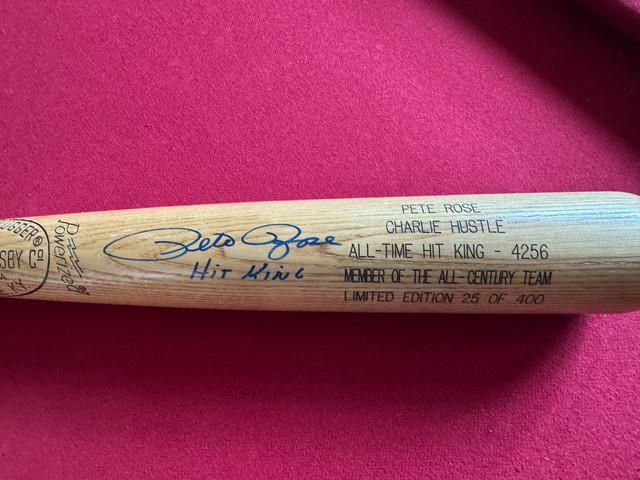 PETE ROSE
CHARLIE HUSTLE
ALL-TIME HIT KING - 4256
MEMBER OF THE ALL CENTURY TEAM
LIMITED EDITION 25 OF 400
Pete Rose
Hit King
Powerized